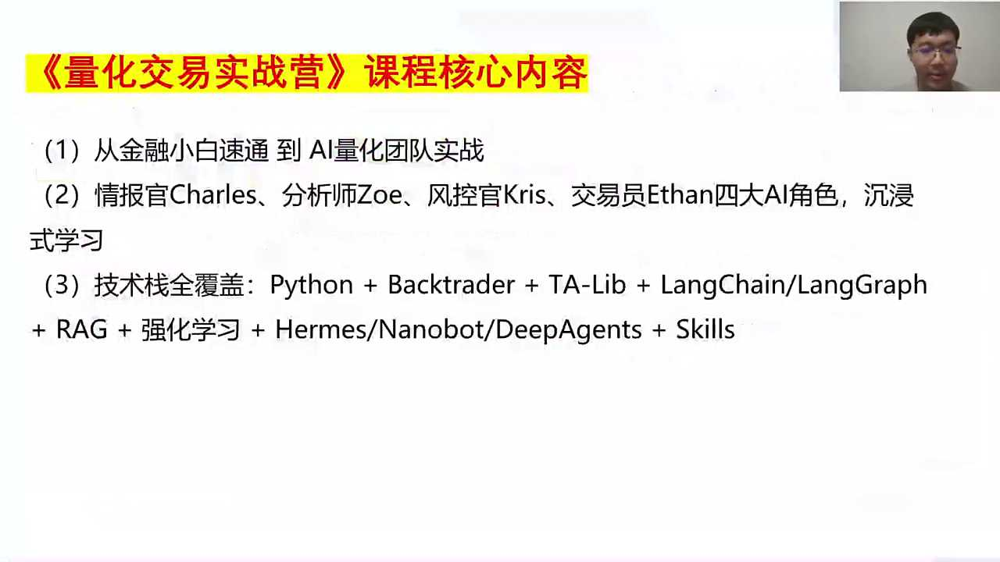 《量化交易实战营》课程核心内容
（1）从金融小白速通 到 AI量化团队实战
（2）情报官Charles、分析师Zoe、风控官Kris、交易员Ethan四大AI角色，沉浸
式学习
（3）技术栈全覆盖：Python + Backtrader + TA-Lib + LangChain/LangGraph
+ RAG + 强化学习 + Hermes/Nanobot/DeepAgents + Skills